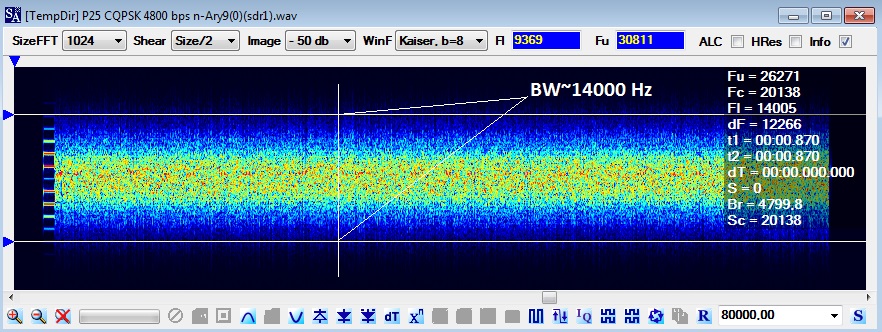 [TempDir] P25 CQPSK 4800 bps n-Ary9(0)(sdr1).wav
SizeFFT 1024 Shear Size/2 Image - 50 db WinF Kaiser, b=8 Fl 9369 Fu 30811 ALC HRes Info
BW~14000 Hz
Fu = 26271
Fc = 20138
Fl = 14005
dF = 12266
t1 = 00:00.870
t2 = 00:00.870
dT = 00:00.000.000
S = 0
Br = 4799,8
Sc = 20138
dT Xⁿ IQ R 80000,00 S